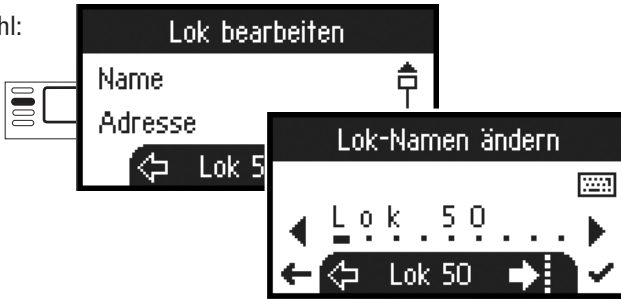 hl:
Lok bearbeiten
Name
Adresse
Lok 5
Lok-Namen ändern
Lok 50
Lok 50